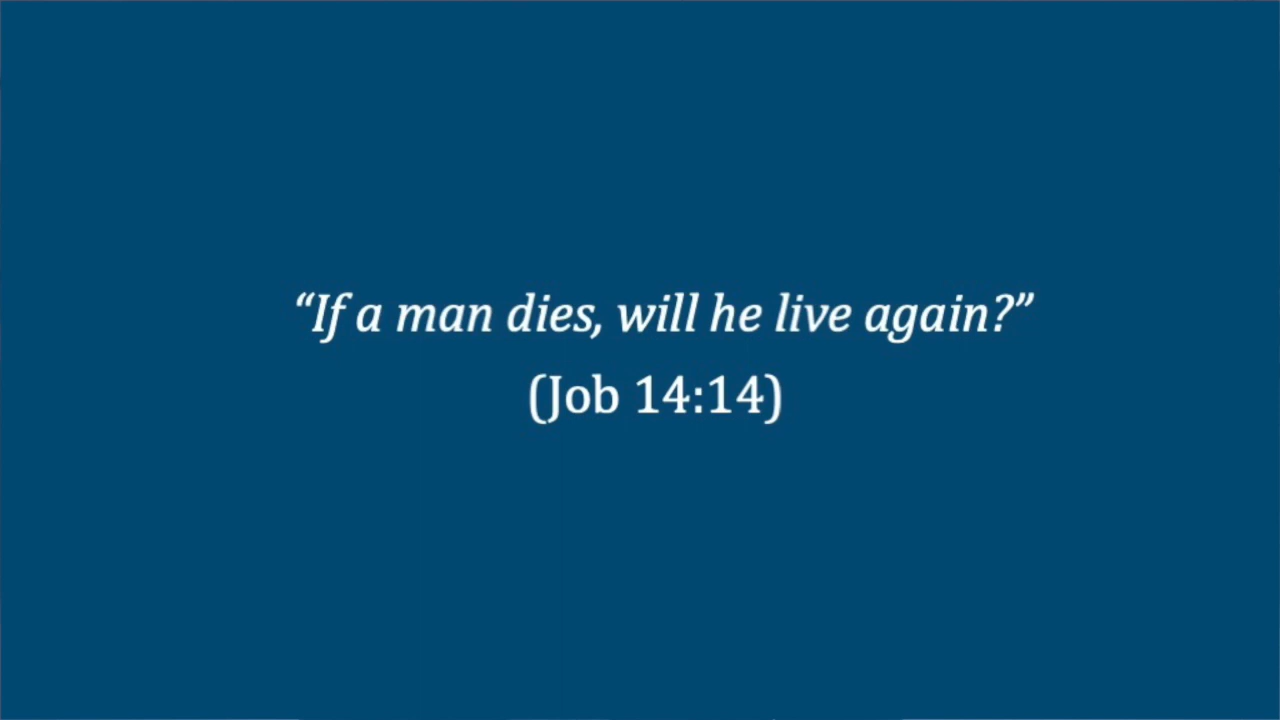 “If a man dies, will he live again?”
(Job 14:14)